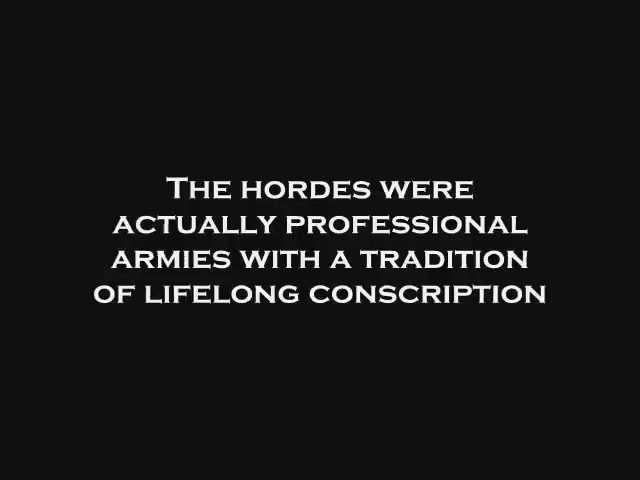 The hordes were
actually professional
armies with a tradition
of lifelong conscription